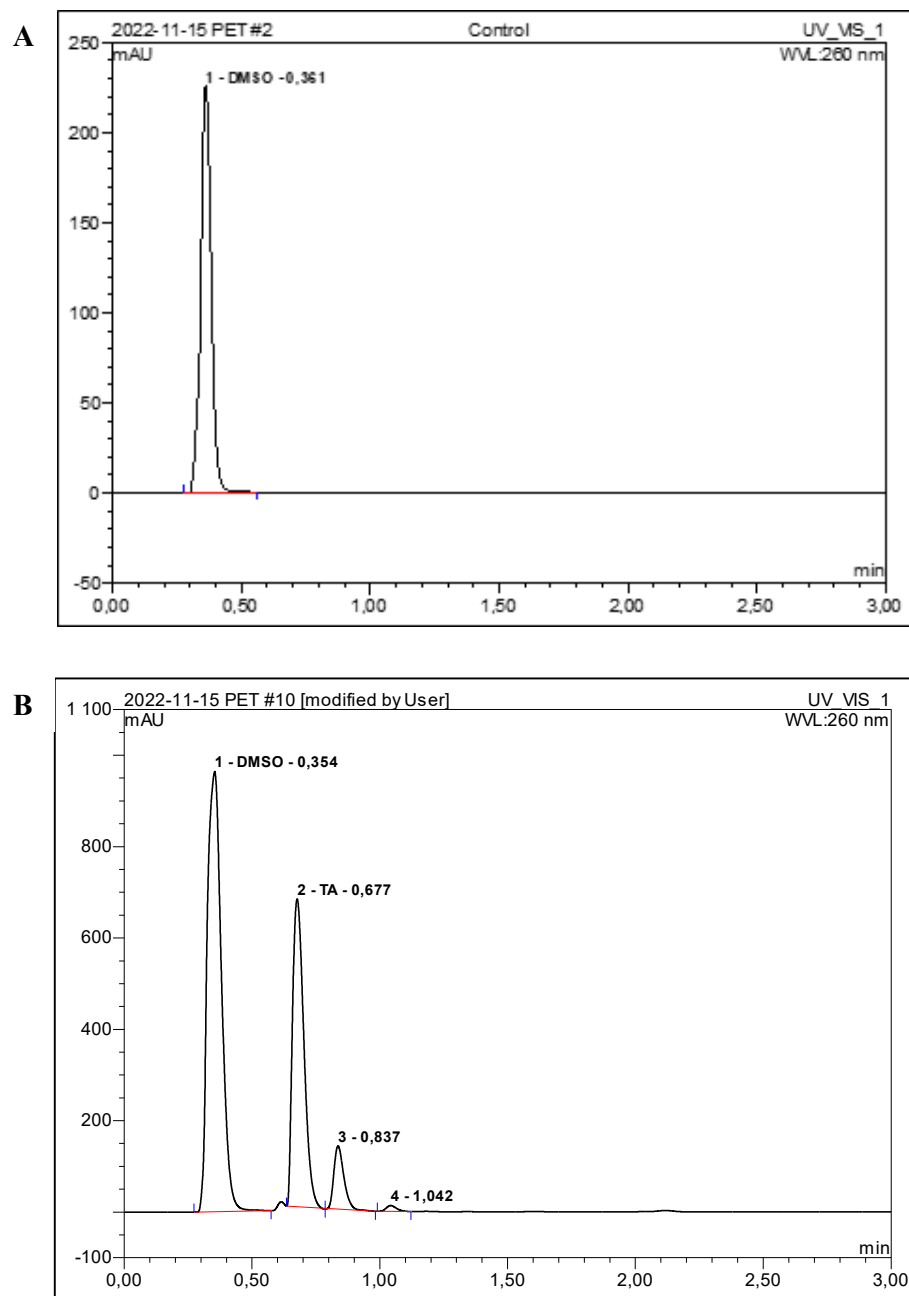 A
2022-11-15 PET#2 Control UV_VIS_1
mAU WVL:260 nm
250
1 - DMSO -0,361
200
150
100
50
0
-50
min
0,00 0,50 1,00 1,50 2,00 2,50 3,00
B
2022-11-15 PET #10 [modified by User] UV_VIS_1
1 100
mAU WVL:260 nm
1 - DMSO - 0,354
800
2 - TA - 0,677
600
400
200
3 - 0,837
4 - 1,042
-100
min
0,00 0,50 1,00 1,50 2,00 2,50 3,00